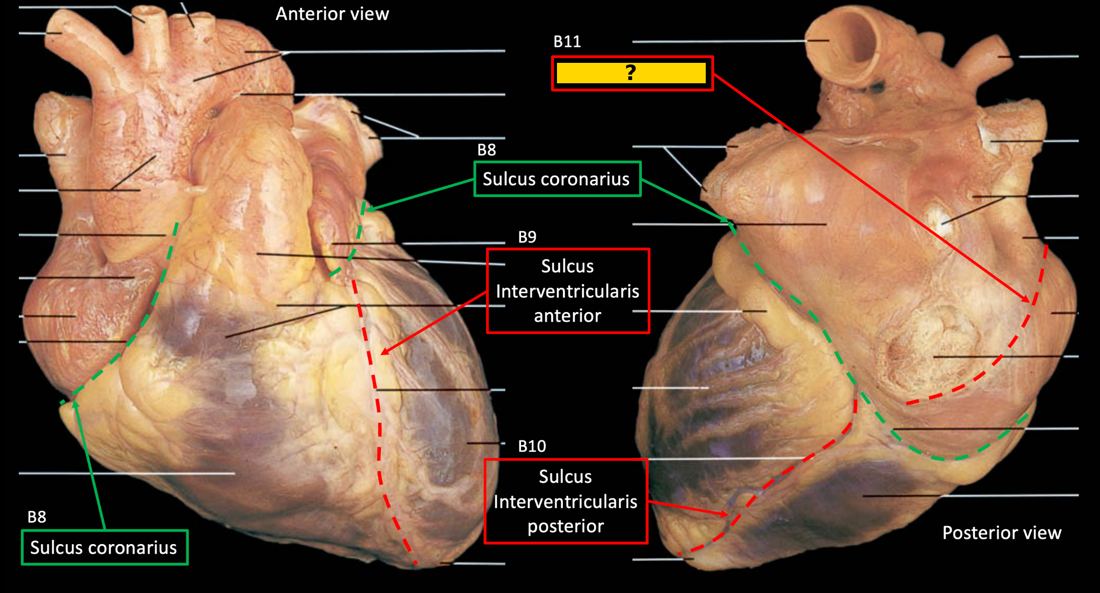 Anterior view
B11
?
B8
Sulcus coronarius
B9
Sulcus
Interventricularis
anterior
B10
Sulcus
Interventricularis
posterior
B8
Sulcus coronarius
Posterior view